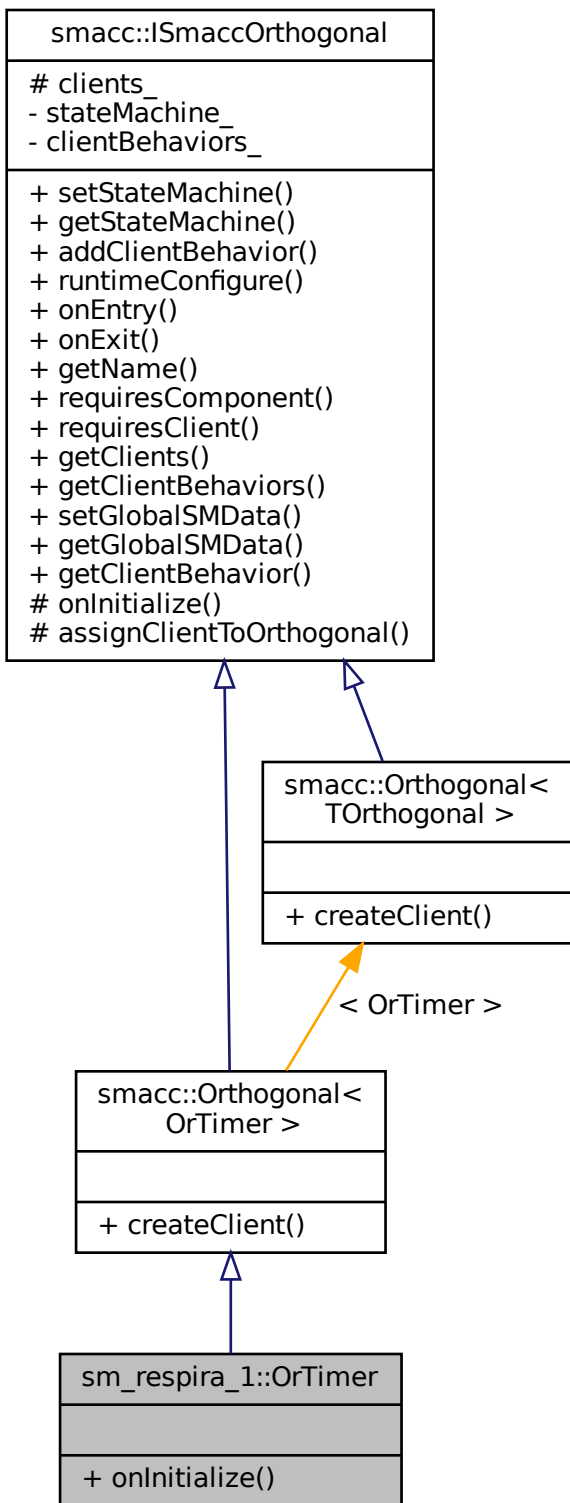 smacc::ISmaccOrthogonal
# clients_
- stateMachine_
- clientBehaviors_
+ setStateMachine()
+ getStateMachine()
+ addClientBehavior()
+ runtimeConfigure()
+ onEntry()
+ onExit()
+ getName()
+ requiresComponent()
+ requiresClient()
+ getClients()
+ getClientBehaviors()
+ setGlobalSMData()
+ getGlobalSMData()
+ getClientBehavior()
# onInitialize()
# assignClientToOrthogonal()
smacc::Orthogonal<
TOrthogonal >
+ createClient()
< OrTimer >
smacc::Orthogonal<
OrTimer >
+ createClient()
sm_respira_1::OrTimer
+ onInitialize()